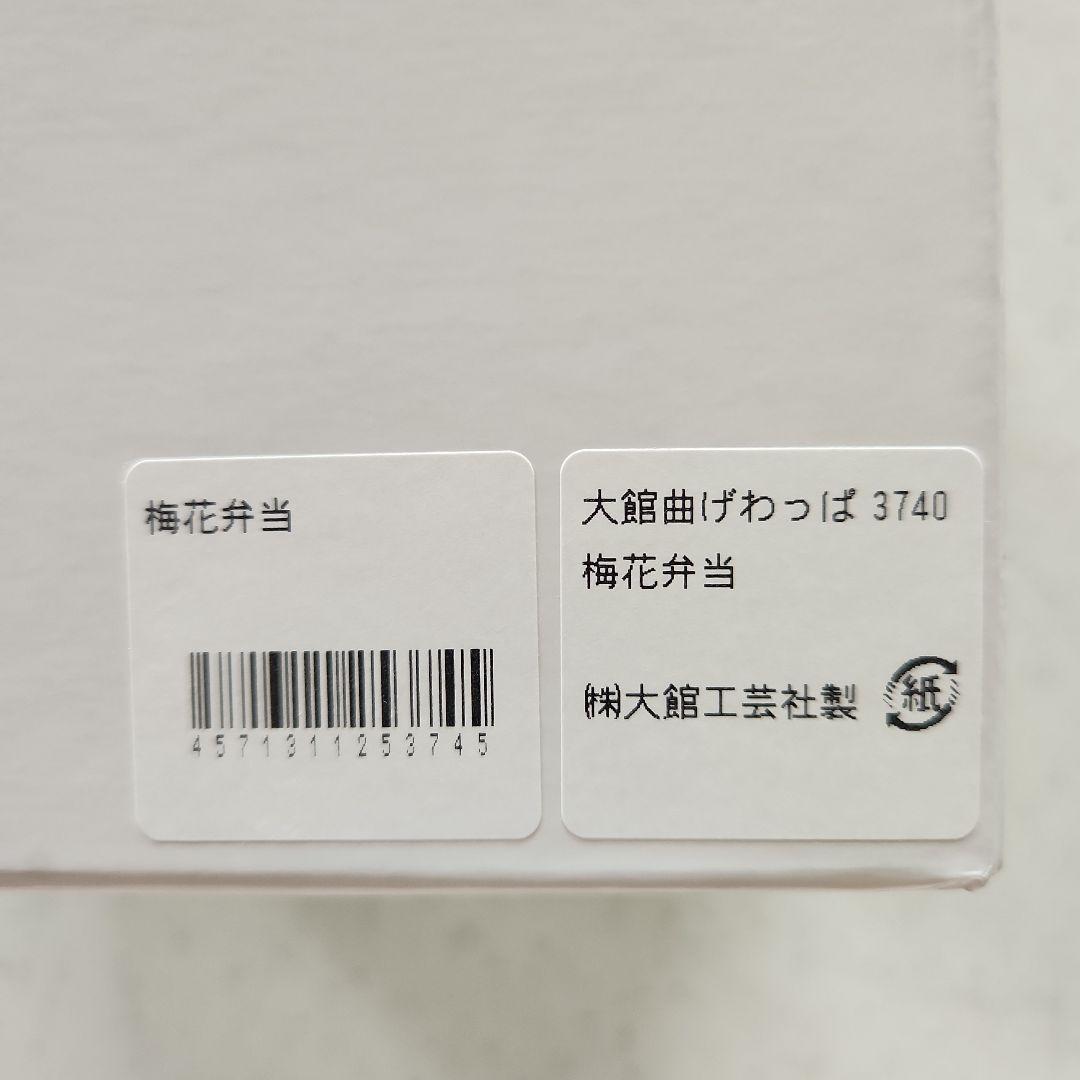 梅花弁当
4571311253745
大館曲げわっぱ 3740
梅花弁当
㈱大館工芸社製
紙